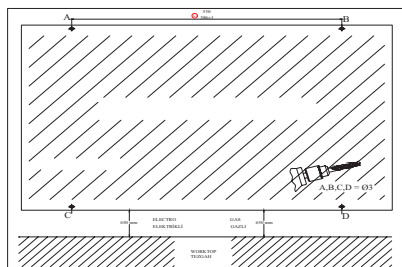 A
B
A,B,C,D = Ø3
C
D
ELECTRO
ELEKTRİKLİ
GAS
GAZLI
WORKTOP
TEZGAH